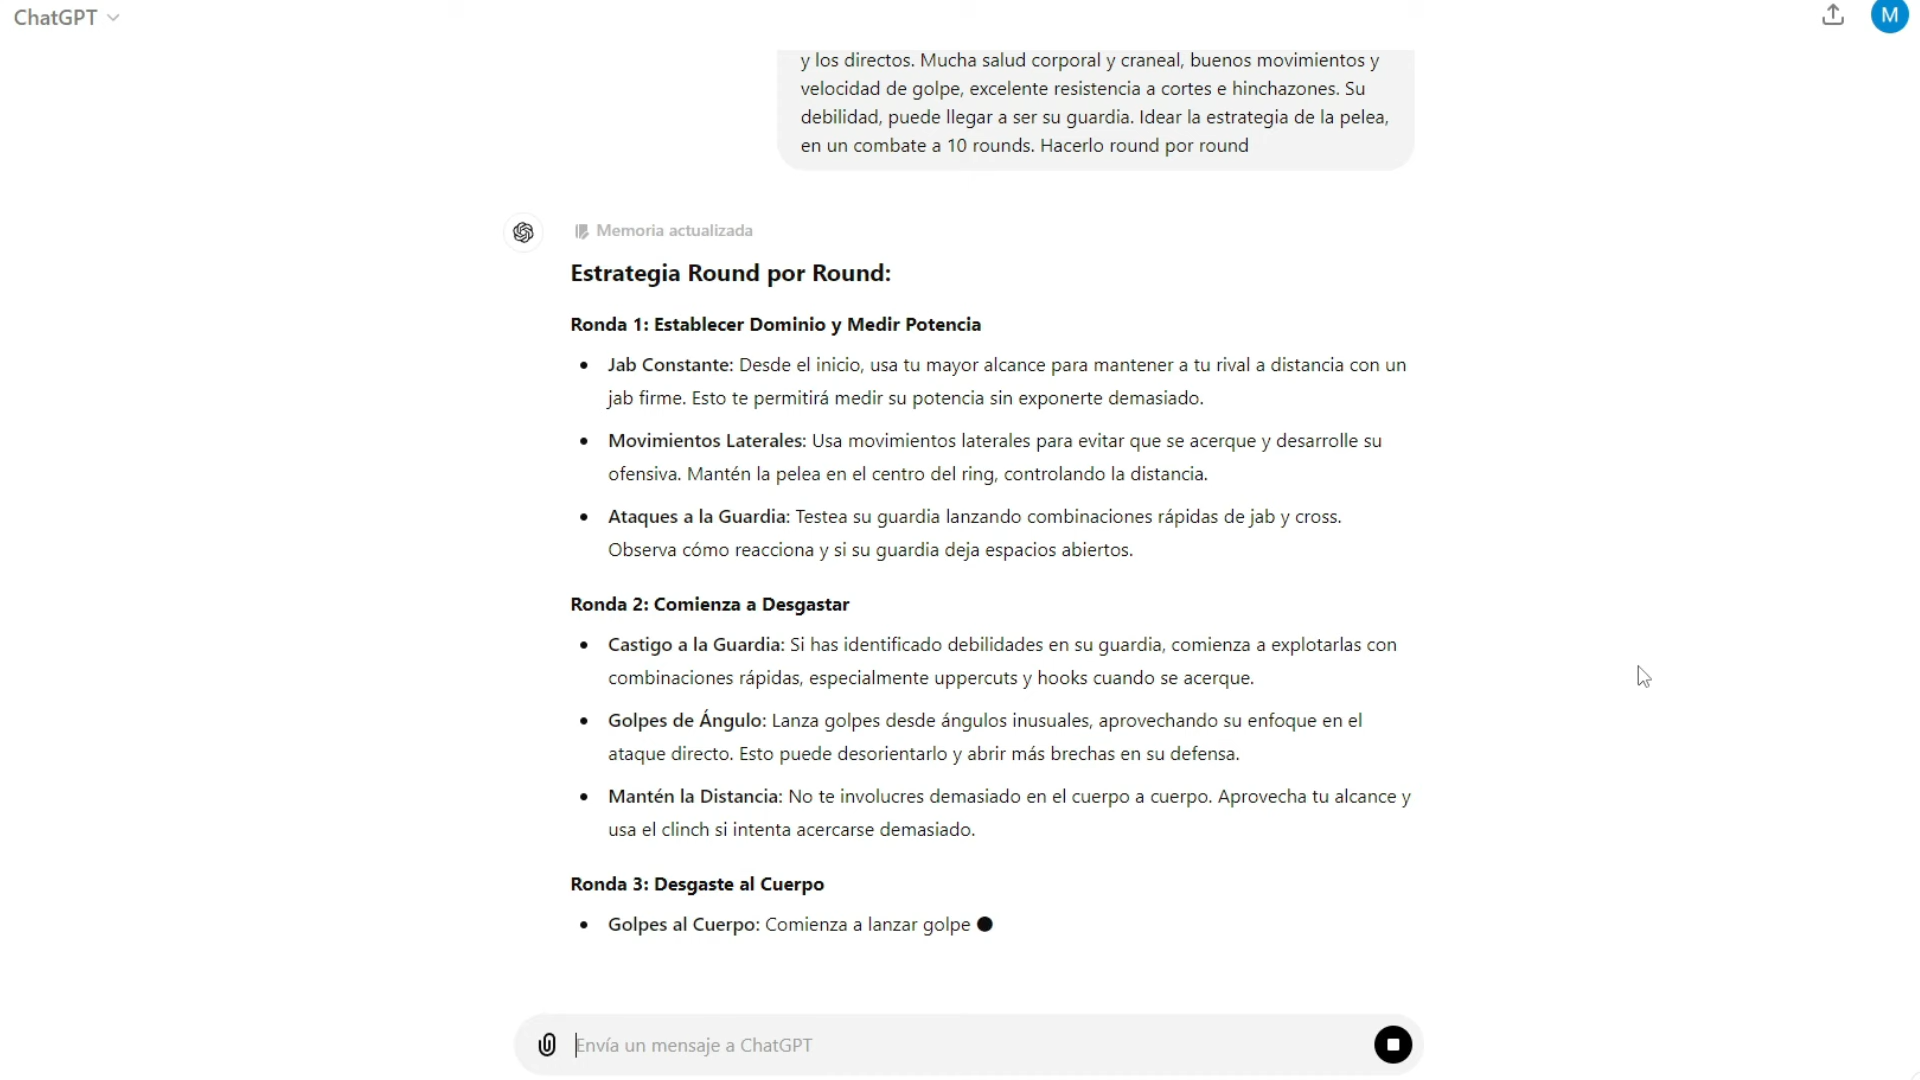 ChatGPT
M
y los directos. Mucha salud corporal y craneal, buenos movimientos y
velocidad de golpe, excelente resistencia a cortes e hinchazones. Su
debilidad, puede llegar a ser su guardia. Idear la estrategia de la pelea,
en un combate a 10 rounds. Hacerlo round por round
Memoria actualizada
Estrategia Round por Round:
Ronda 1: Establecer Dominio y Medir Potencia
• Jab Constante: Desde el inicio, usa tu mayor alcance para mantener a tu rival a distancia con un
jab firme. Esto te permitirá medir su potencia sin exponerte demasiado.
• Movimientos Laterales: Usa movimientos laterales para evitar que se acerque y desarrolle su
ofensiva. Mantén la pelea en el centro del ring, controlando la distancia.
• Ataques a la Guardia: Testea su guardia lanzando combinaciones rápidas de jab y cross.
Observa cómo reacciona y si su guardia deja espacios abiertos.
Ronda 2: Comienza a Desgastar
• Castigo a la Guardia: Si has identificado debilidades en su guardia, comienza a explotarlas con
combinaciones rápidas, especialmente uppercuts y hooks cuando se acerque.
• Golpes de Ángulo: Lanza golpes desde ángulos inusuales, aprovechando su enfoque en el
ataque directo. Esto puede desorientarlo y abrir más brechas en su defensa.
• Mantén la Distancia: No te involucres demasiado en el cuerpo a cuerpo. Aprovecha tu alcance y
usa el clinch si intenta acercarse demasiado.
Ronda 3: Desgaste al Cuerpo
• Golpes al Cuerpo: Comienza a lanzar golpe
Envía un mensaje a ChatGPT